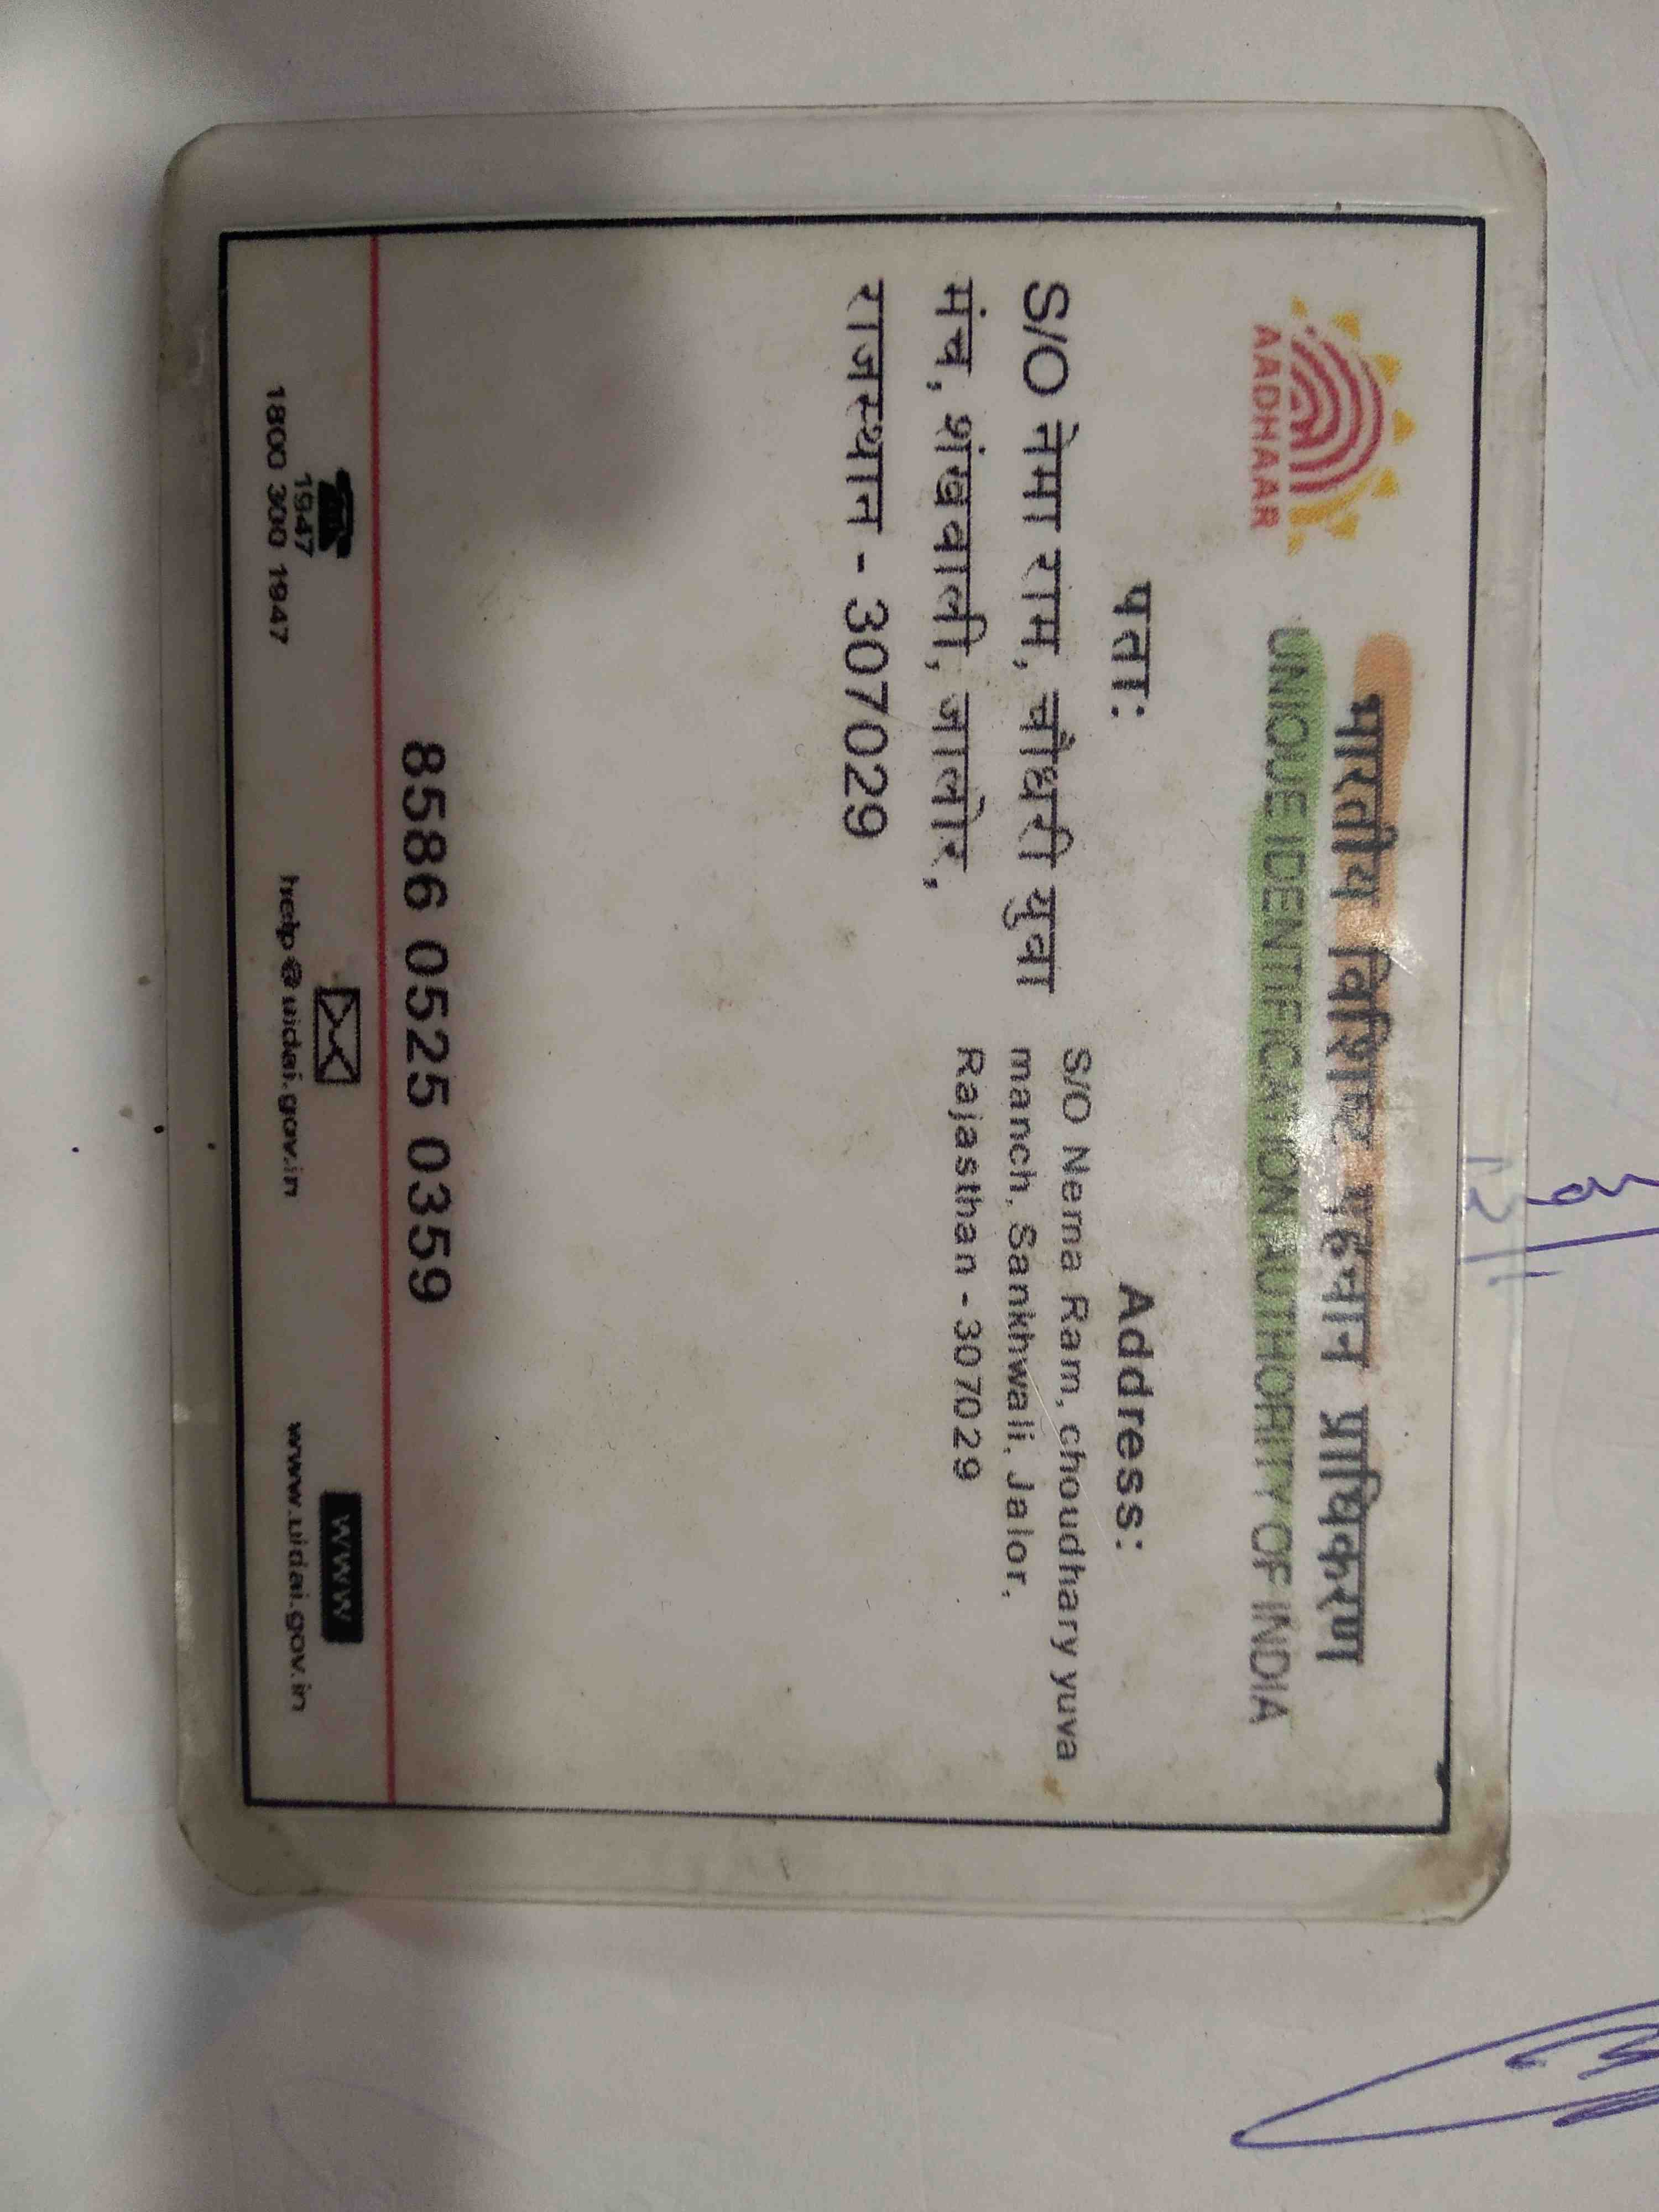 भारतीय विशिष्ट पहचान प्राधिकरण
UNIQUE IDENTIFICATION AUTHORITY OF INDIA
AADHAAR
पता:
S/O नेमा राम, चौधरी युवा
मंच, शंखवाली, जालोर,
राजस्थान - 307029
Address:
S/O Nema Ram, choudhary yuva
manch, Sankhwali, Jalor,
Rajasthan - 307029
8586 0525 0359
1947
1800 300 1947
help@uidai.gov.in
WWW
www.uidai.gov.in